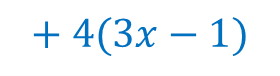 + 4(3x − 1)